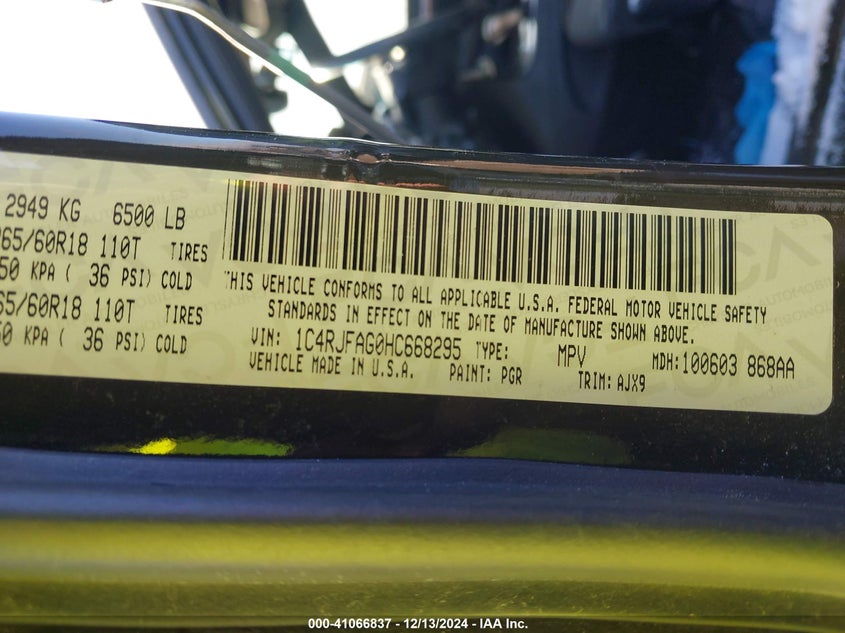 2949 KG 6500 LB
265/60R18 110T TIRES
50 KPA ( 36 PSI) COLD
65/60R18 110T TIRES
50 KPA ( 36 PSI) COLD
THIS VEHICLE CONFORMS TO ALL APPLICABLE U.S.A. FEDERAL MOTOR VEHICLE SAFETY
STANDARDS IN EFFECT ON THE DATE OF MANUFACTURE SHOWN ABOVE.
VIN: 1C4RJFAG0HC668295 TYPE: MPV MDH:100603 868AA
VEHICLE MADE IN U.S.A. PAINT: PGR TRIM: AJX9
000-41066837 - 12/13/2024 - IAA Inc.